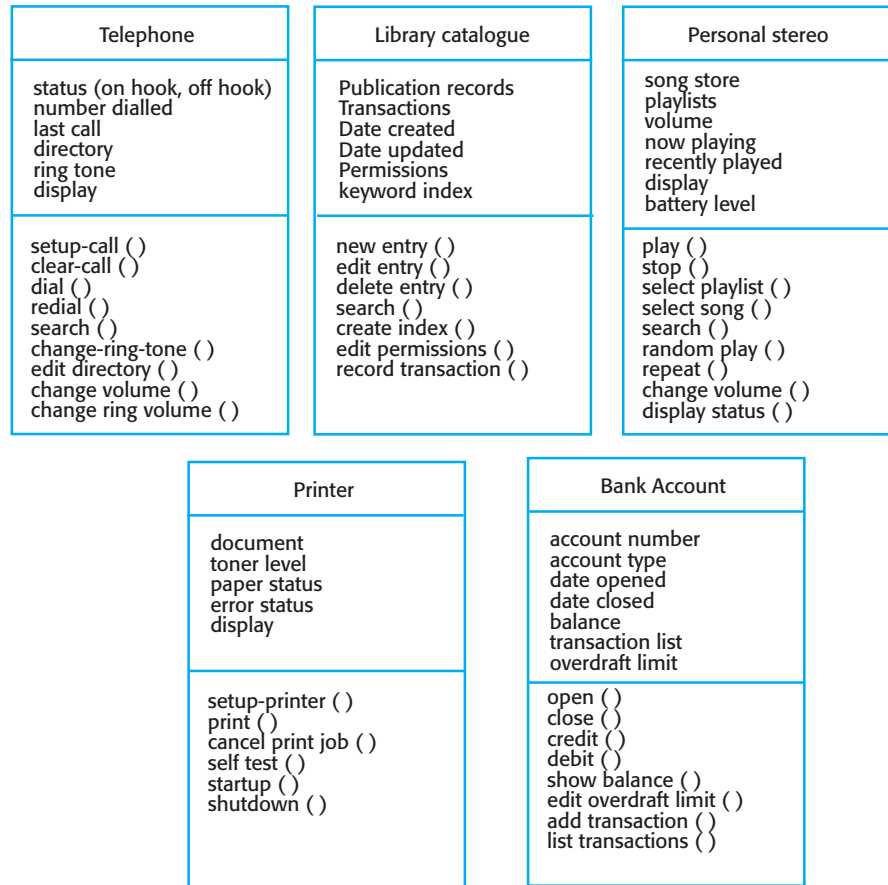 Telephone
status (on hook, off hook)
number dialled
last call
directory
ring tone
display
setup-call ( )
clear-call ( )
dial ( )
redial ( )
search ( )
change-ring-tone ( )
edit directory ( )
change volume ( )
change ring volume ( )
Library catalogue
Publication records
Transactions
Date created
Date updated
Permissions
keyword index
new entry ( )
edit entry ( )
delete entry ( )
search ( )
create index ( )
edit permissions ( )
record transaction ( )
Personal stereo
song store
playlists
volume
now playing
recently played
display
battery level
play ( )
stop ( )
select playlist ( )
select song ( )
search ( )
random play ( )
repeat ( )
change volume ( )
display status ( )
Printer
document
toner level
paper status
error status
display
setup-printer ( )
print ( )
cancel print job ( )
self test ( )
startup ( )
shutdown ( )
Bank Account
account number
account type
date opened
date closed
balance
transaction list
overdraft limit
open ( )
close ( )
credit ( )
debit ( )
show balance ( )
edit overdraft limit ( )
add transaction ( )
list transactions ( )